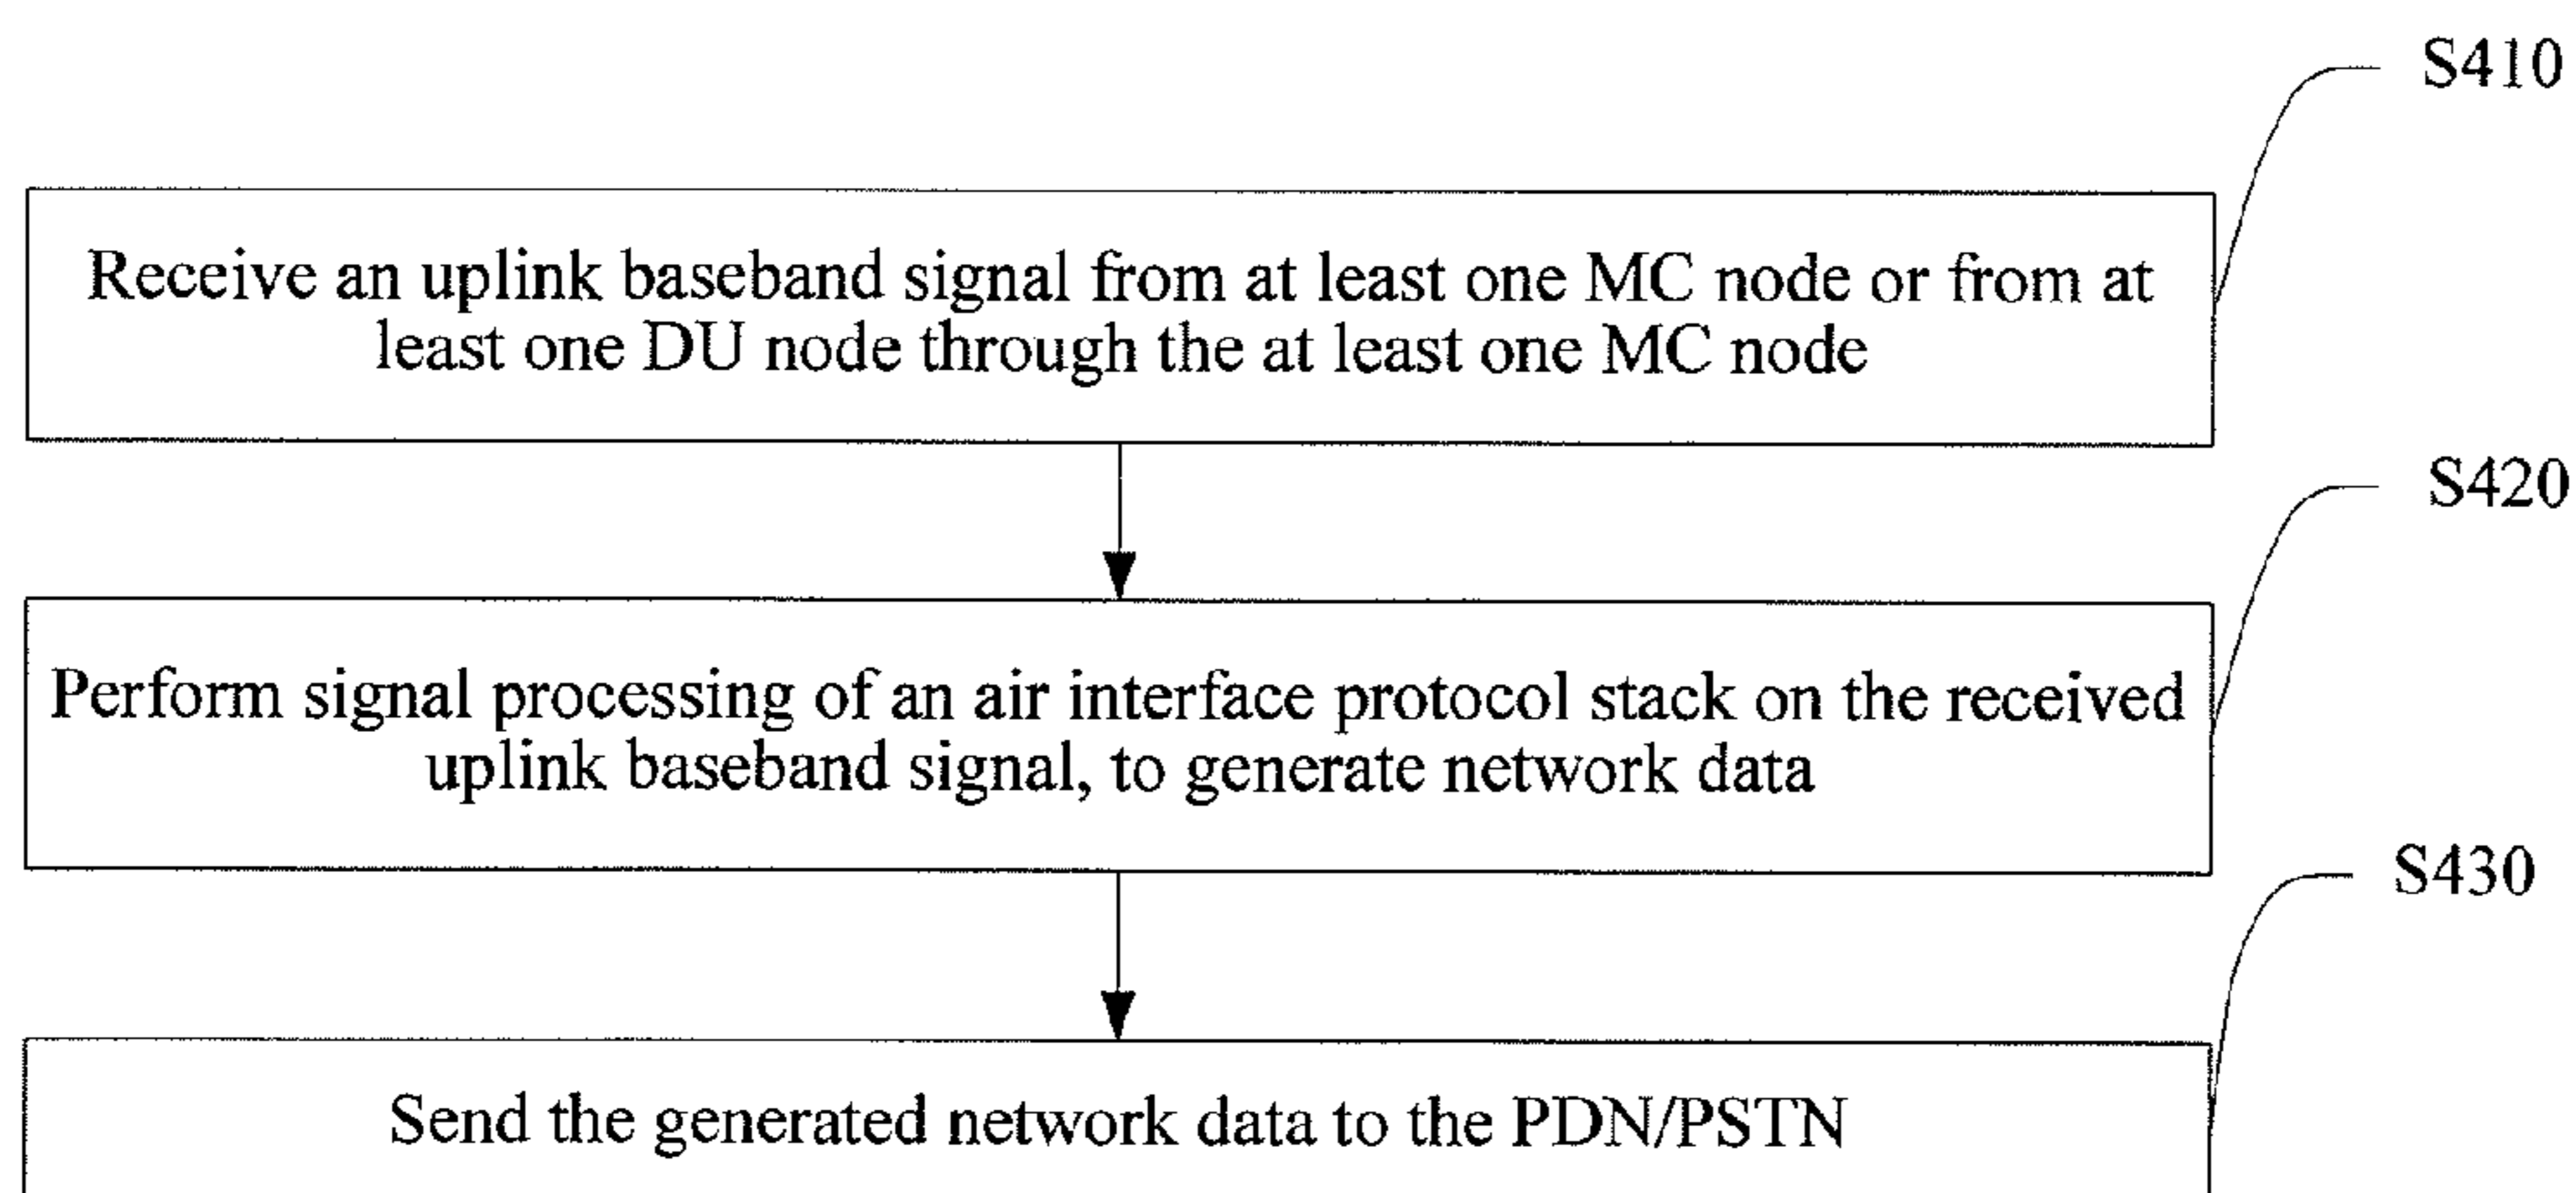 S410
Receive an uplink baseband signal from at least one MC node or from at
least one DU node through the at least one MC node
S420
Perform signal processing of an air interface protocol stack on the received
uplink baseband signal, to generate network data
S430
Send the generated network data to the PDN/PSTN